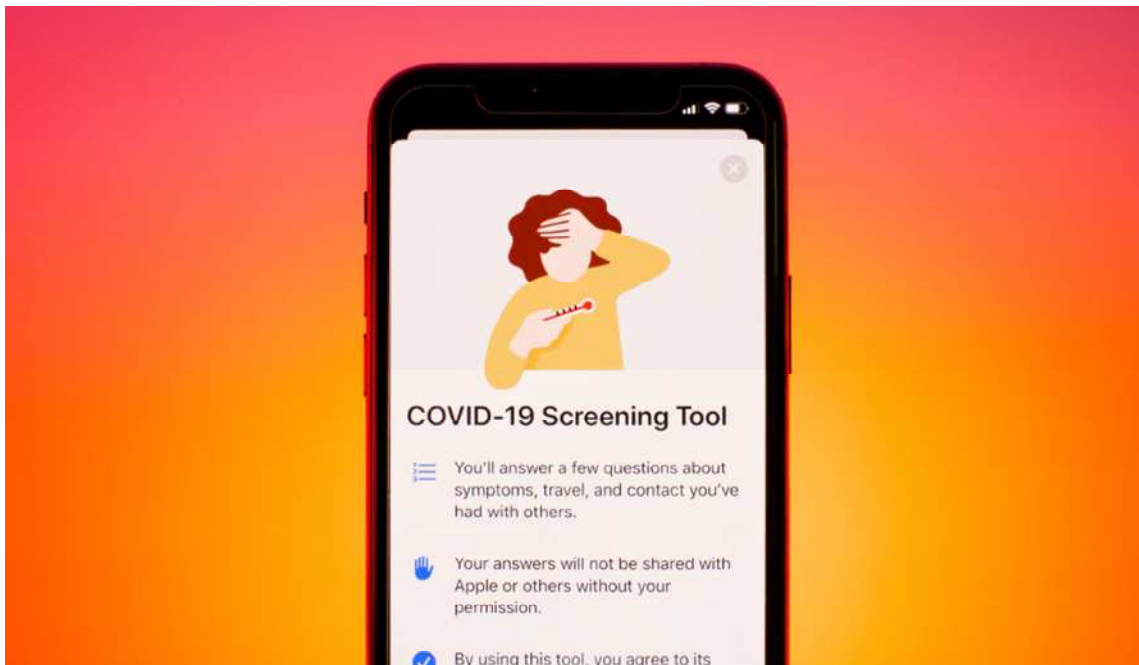 COVID-19 Screening Tool
You'll answer a few questions about
symptoms, travel, and contact you've
had with others.
Your answers will not be shared with
Apple or others without your
permission.
By using this tool, you agree to its